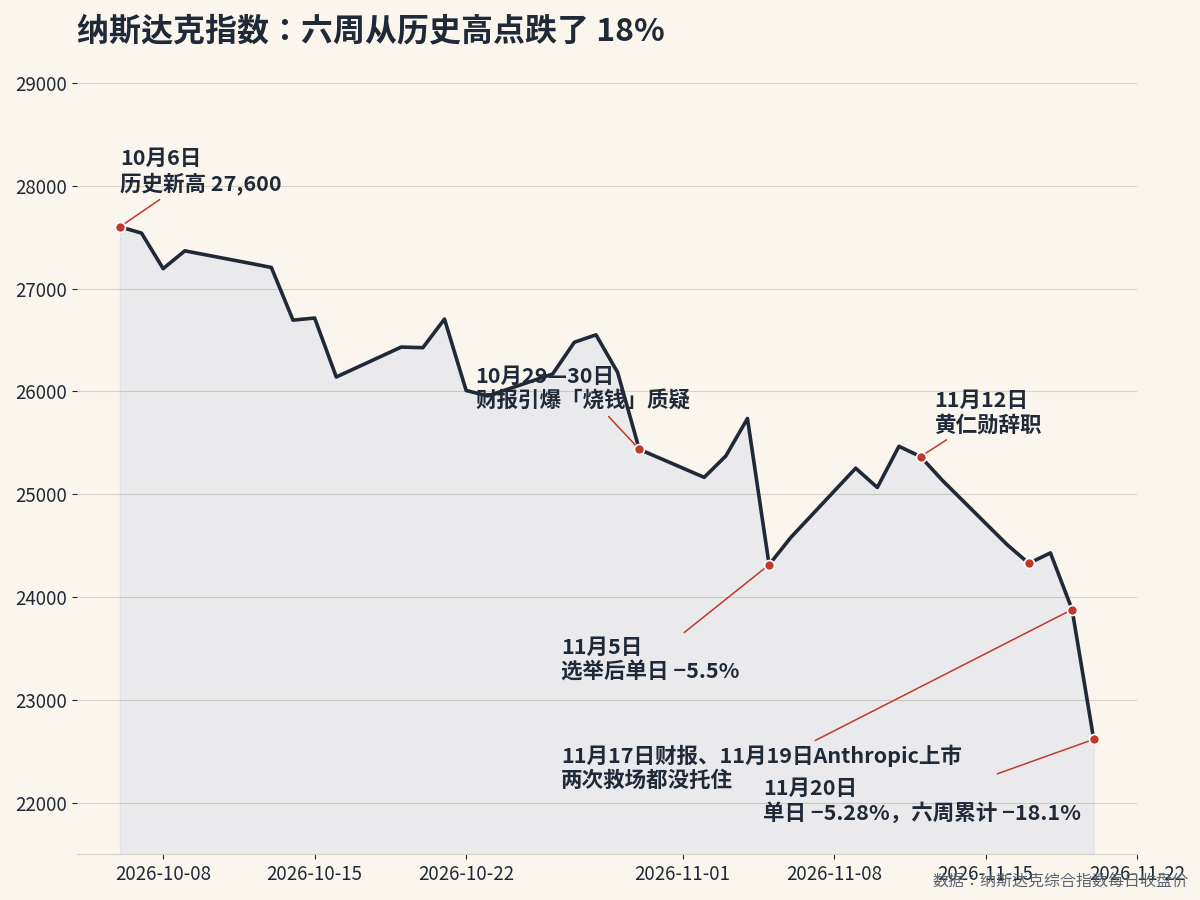 纳斯达克指数：六周从历史高点跌了 18%
29000
10月6日
历史新高 27,600
28000
27000
10月29—30日
财报引爆「烧钱」质疑
26000
11月12日
黄仁勋辞职
25000
24000
11月5日
选举后单日 −5.5%
23000
11月17日财报、11月19日Anthropic上市
两次救场都没托住
11月20日
单日 −5.28%，六周累计 −18.1%
22000
2026-10-08
2026-10-15
2026-10-22
2026-11-01
2026-11-08
2026-11-15
2026-11-22
数据：纳斯达克综合指数每日收盘价